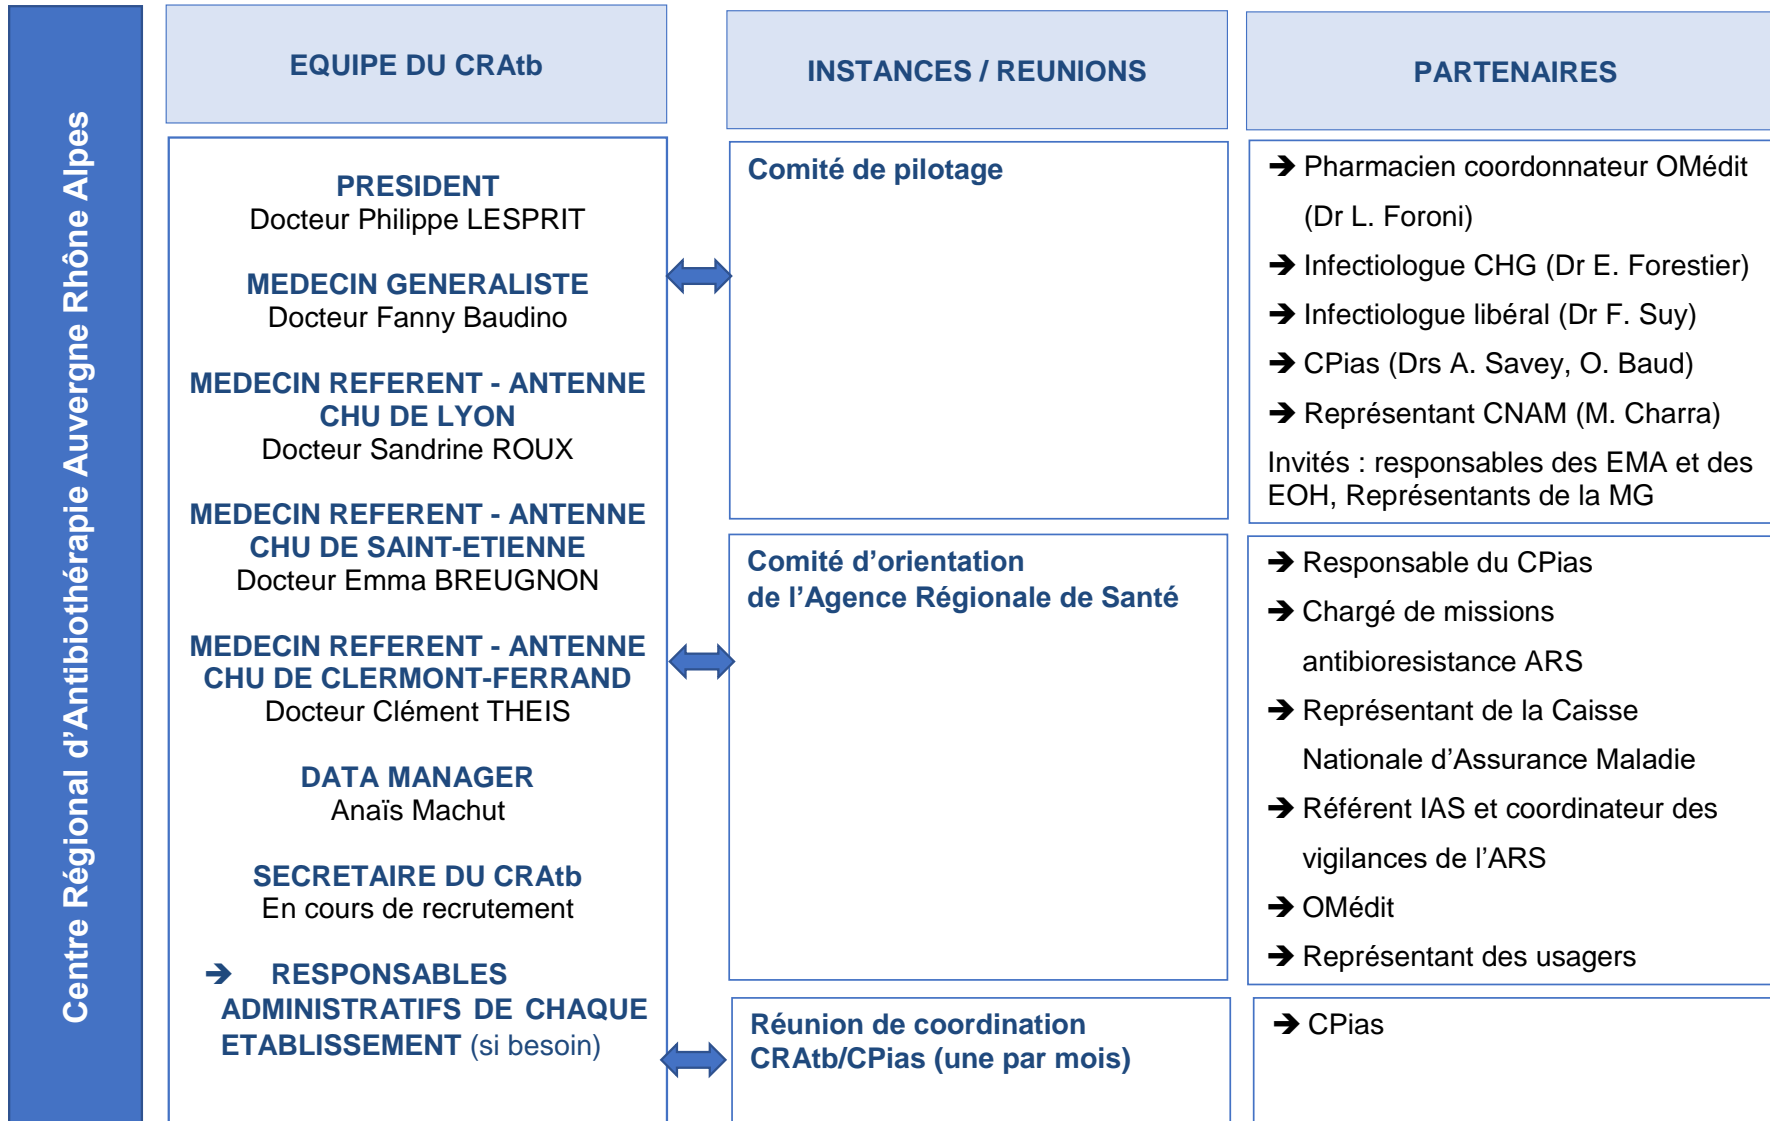 Centre Régional d'Antibiothérapie Auvergne Rhône Alpes
EQUIPE DU CRAtb
PRESIDENT
Docteur Philippe LESPRIT
MEDECIN GENERALISTE
Docteur Fanny Baudino
MEDECIN REFERENT - ANTENNE
CHU DE LYON
Docteur Sandrine ROUX
MEDECIN REFERENT - ANTENNE
CHU DE SAINT-ETIENNE
Docteur Emma BREUGNON
MEDECIN REFERENT - ANTENNE
CHU DE CLERMONT-FERRAND
Docteur Clément THEIS
DATA MANAGER
Anaïs Machut
SECRETAIRE DU CRAtb
En cours de recrutement
➔ RESPONSABLES
ADMINISTRATIFS DE CHAQUE
ETABLISSEMENT (si besoin)
INSTANCES / REUNIONS
Comité de pilotage
Comité d'orientation
de l'Agence Régionale de Santé
Réunion de coordination
CRAtb/CPias (une par mois)
PARTENAIRES
➔ Pharmacien coordonnateur OMédit
(Dr L. Foroni)
➔ Infectiologue CHG (Dr E. Forestier)
➔ Infectiologue libéral (Dr F. Suy)
➔ CPias (Drs A. Savey, O. Baud)
➔ Représentant CNAM (M. Charra)
Invités : responsables des EMA et des
EOH, Représentants de la MG
➔ Responsable du CPias
➔ Chargé de missions
antibioresistance ARS
➔ Représentant de la Caisse
Nationale d'Assurance Maladie
➔ Référent IAS et coordinateur des
vigilances de l'ARS
➔ OMédit
➔ Représentant des usagers
➔ CPias